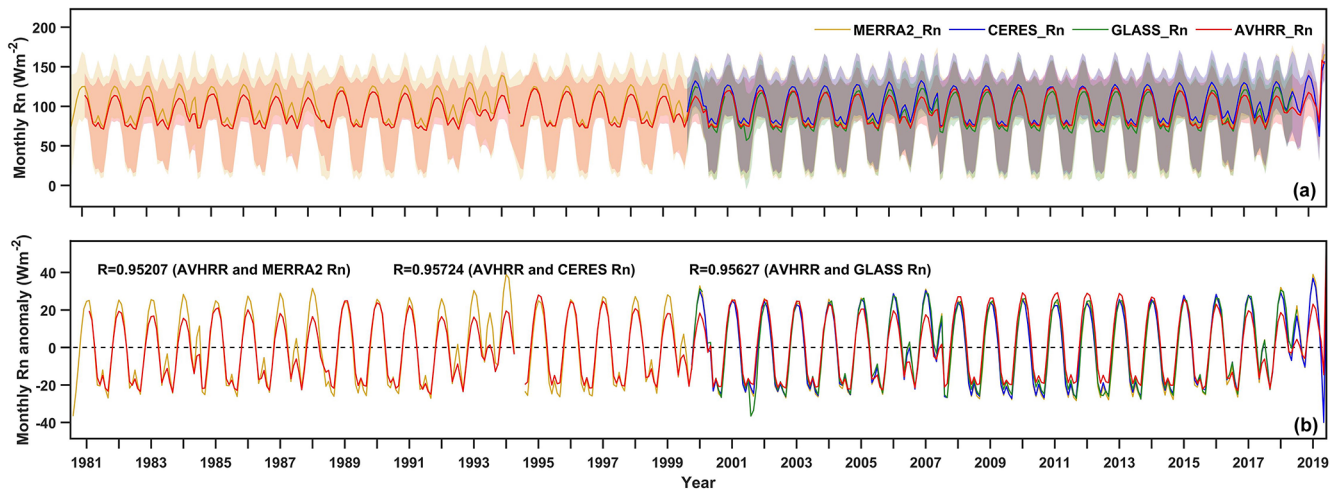 MERRA2_Rn CERES_Rn GLASS_Rn AVHRR_Rn
Monthly Rn (Wm-2)
200
150
100
50
0
(a)
R=0.95207 (AVHRR and MERRA2 Rn) R=0.95724 (AVHRR and CERES Rn) R=0.95627 (AVHRR and GLASS Rn)
Monthly Rn anomaly (Wm-2)
40
20
0
-20
-40
(b)
1981 1983 1985 1987 1989 1991 1993 1995 1997 1999 2001 2003 2005 2007 2009 2011 2013 2015 2017 2019
Year